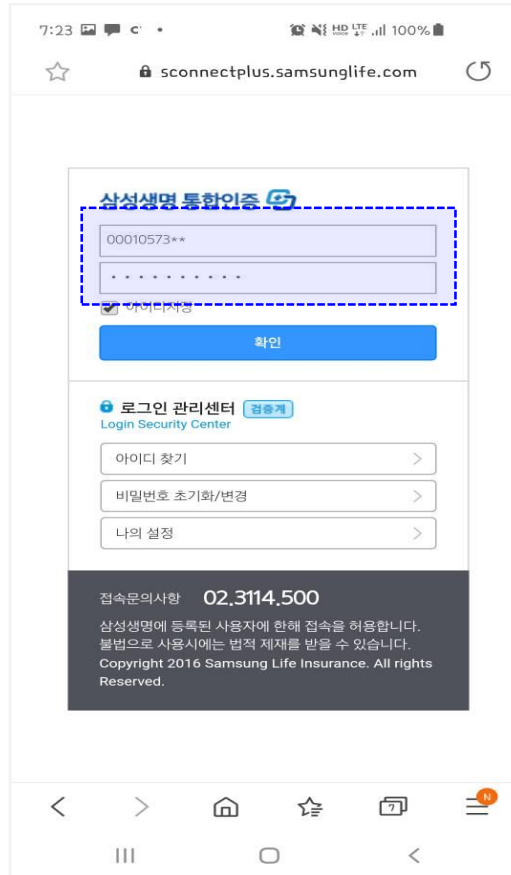 7:23 HD VOICE LTE 100%
sconnectplus.samsunglife.com
삼성생명 통합인증
00010573**
• • • • • • • • • •
아이디저장
확인
로그인 관리센터 검증계
Login Security Center
아이디 찾기
비밀번호 초기화/변경
나의 설정
접속문의사항 02.3114.500
삼성생명에 등록된 사용자에 한해 접속을 허용합니다.
불법으로 사용시에는 법적 제재를 받을 수 있습니다.
Copyright 2016 Samsung Life Insurance. All rights
Reserved.
7
N